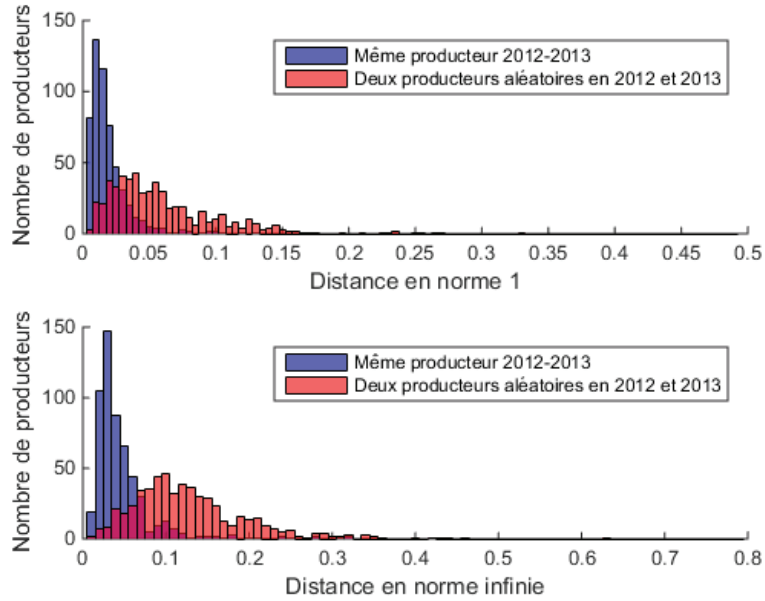 150
100
50
0
Nombre de producteurs
Même producteur 2012-2013
Deux producteurs aléatoires en 2012 et 2013
0 0.05 0.1 0.15 0.2 0.25 0.3 0.35 0.4 0.45 0.5
Distance en norme 1
150
100
50
0
Nombre de producteurs
Même producteur 2012-2013
Deux producteurs aléatoires en 2012 et 2013
0 0.1 0.2 0.3 0.4 0.5 0.6 0.7 0.8
Distance en norme infinie